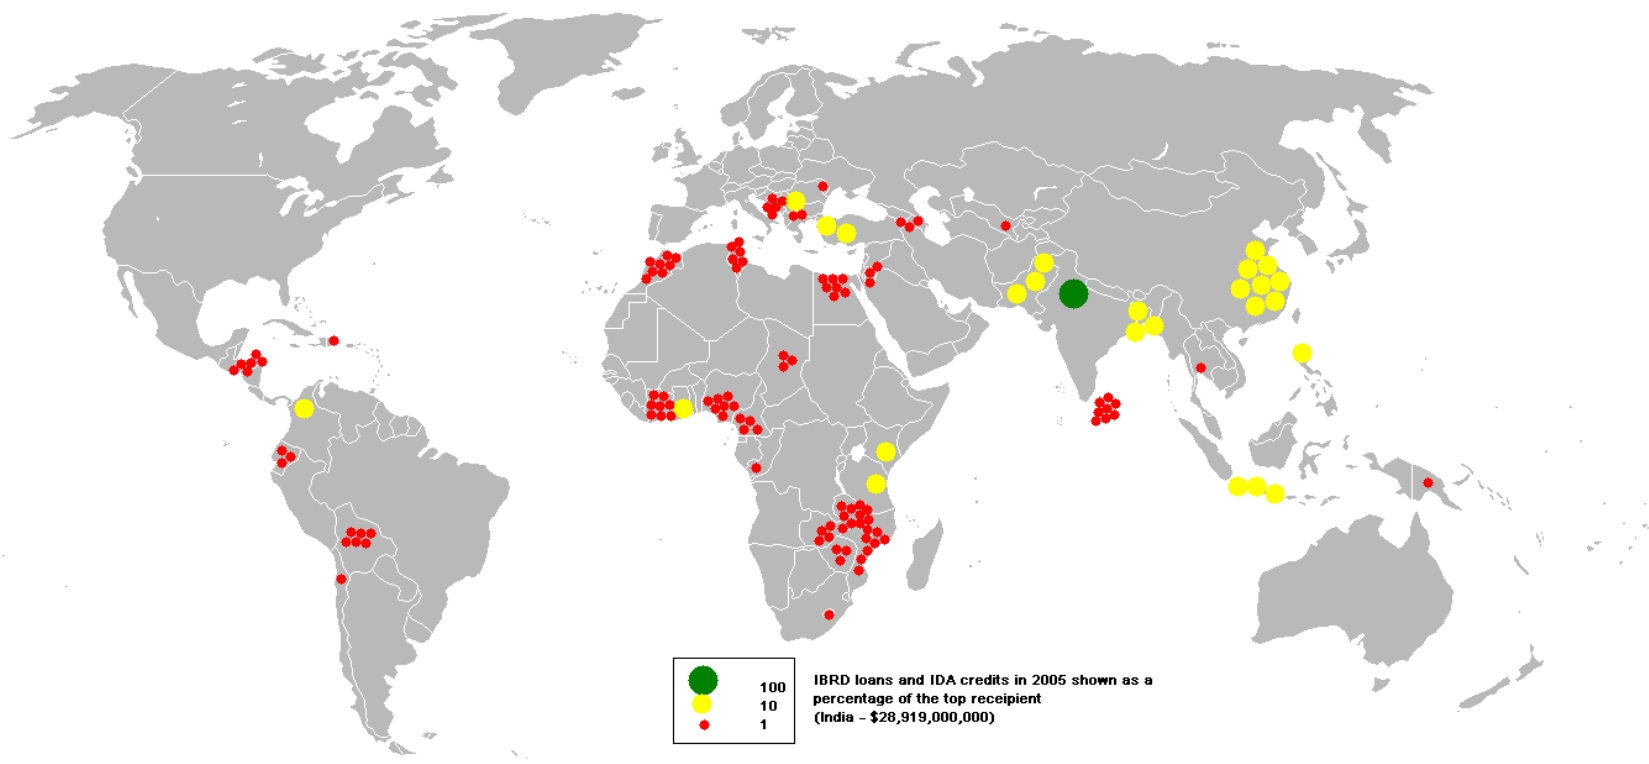 100
10
1
IBRD loans and IDA credits in 2005 shown as a
percentage of the top receipient
(India - $28,919,000,000)